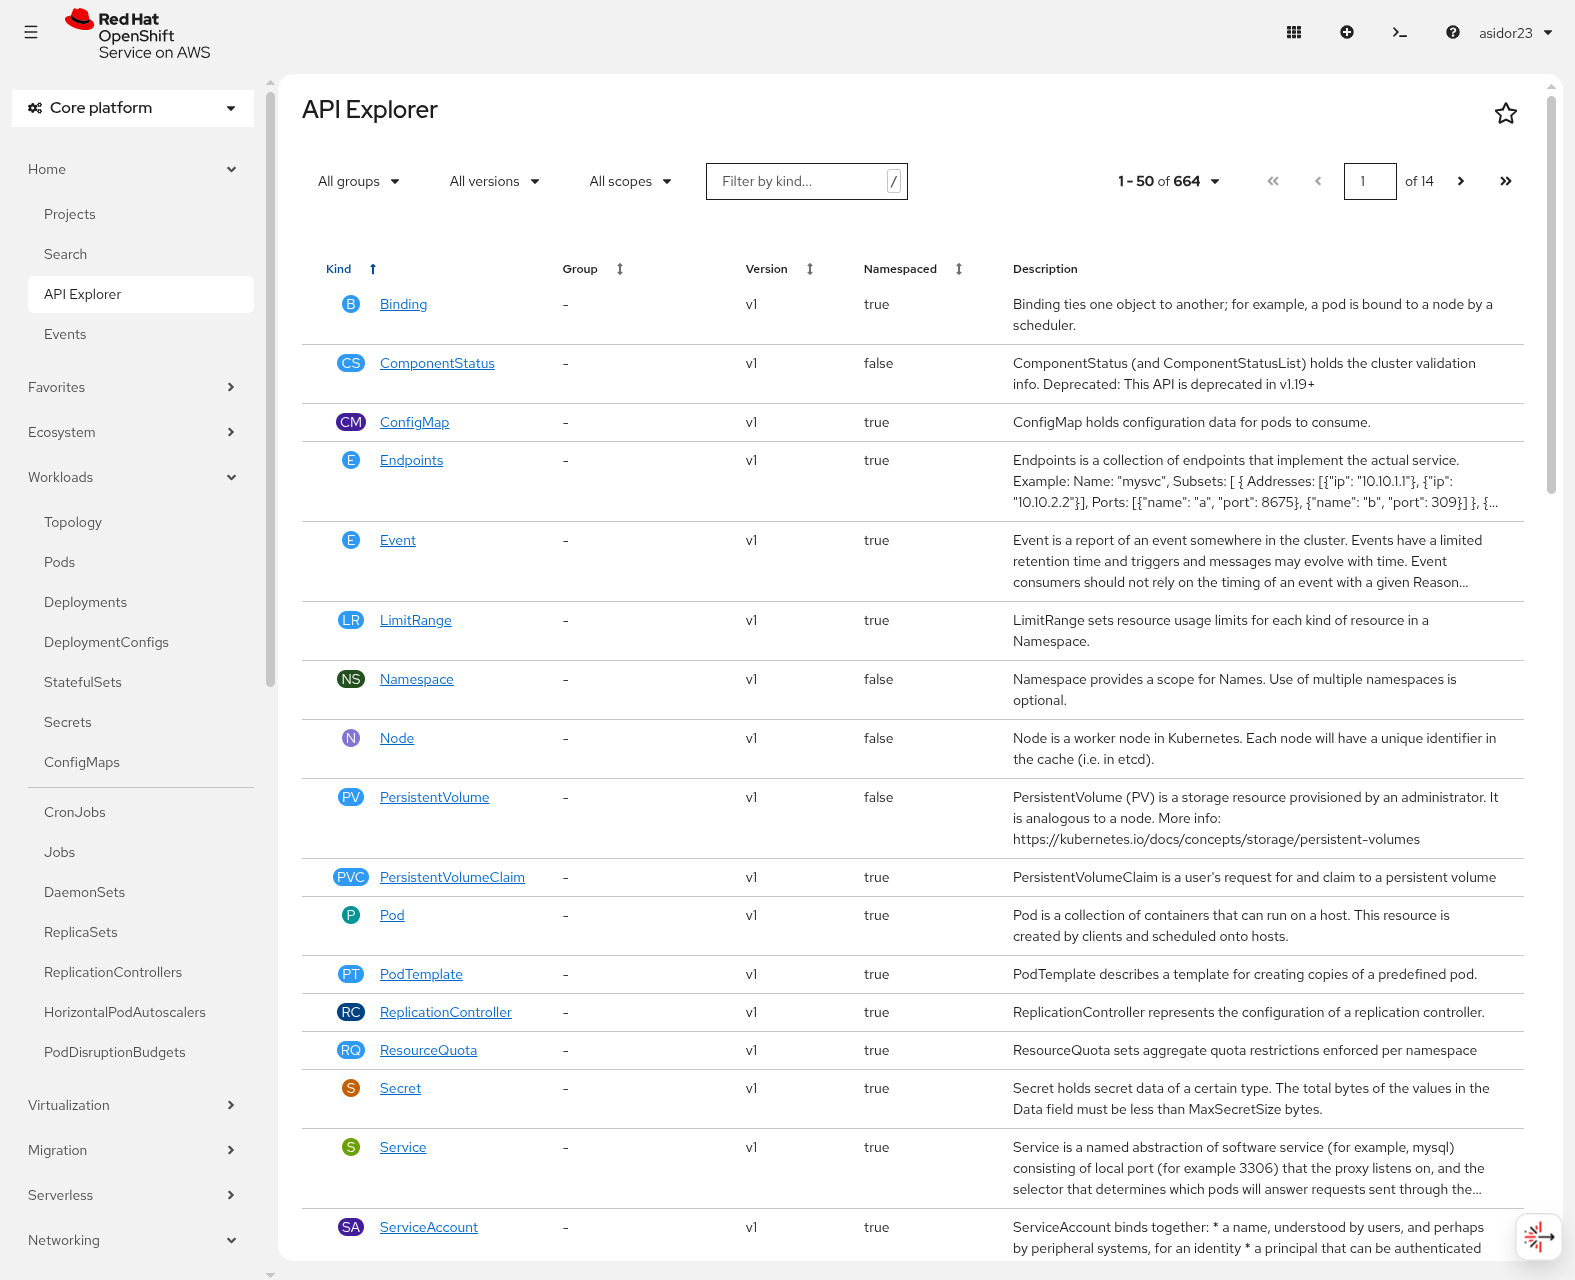 Red Hat
OpenShift
Service on AWS
asidor23
Core platform
Home
Projects
Search
API Explorer
Events
Favorites
Ecosystem
Workloads
Topology
Pods
Deployments
DeploymentConfigs
StatefulSets
Secrets
ConfigMaps
CronJobs
Jobs
DaemonSets
ReplicaSets
ReplicationControllers
HorizontalPodAutoscalers
PodDisruptionBudgets
Virtualization
Migration
Serverless
Networking
API Explorer
All groups All versions All scopes Filter by kind... / 1 - 50 of 664 1 of 14
Kind Group Version Namespaced Description
B Binding - v1 true Binding ties one object to another; for example, a pod is bound to a node by a
scheduler.
CS ComponentStatus - v1 false ComponentStatus (and ComponentStatusList) holds the cluster validation
info. Deprecated: This API is deprecated in v1.19+
CM ConfigMap - v1 true ConfigMap holds configuration data for pods to consume.
E Endpoints - v1 true Endpoints is a collection of endpoints that implement the actual service.
Example: Name: "mysvc", Subsets: [ { Addresses: [{"ip": "10.10.1.1"}, {"ip":
"10.10.2.2"}], Ports: [{"name": "a", "port": 8675}, {"name": "b", "port": 309}] }, {...
E Event - v1 true Event is a report of an event somewhere in the cluster. Events have a limited
retention time and triggers and messages may evolve with time. Event
consumers should not rely on the timing of an event with a given Reason...
LR LimitRange - v1 true LimitRange sets resource usage limits for each kind of resource in a
Namespace.
NS Namespace - v1 false Namespace provides a scope for Names. Use of multiple namespaces is
optional.
N Node - v1 false Node is a worker node in Kubernetes. Each node will have a unique identifier in
the cache (i.e. in etcd).
PV PersistentVolume - v1 false PersistentVolume (PV) is a storage resource provisioned by an administrator. It
is analogous to a node. More info:
https://kubernetes.io/docs/concepts/storage/persistent-volumes
PVC PersistentVolumeClaim - v1 true PersistentVolumeClaim is a user's request for and claim to a persistent volume
P Pod - v1 true Pod is a collection of containers that can run on a host. This resource is
created by clients and scheduled onto hosts.
PT PodTemplate - v1 true PodTemplate describes a template for creating copies of a predefined pod.
RC ReplicationController - v1 true ReplicationController represents the configuration of a replication controller.
RQ ResourceQuota - v1 true ResourceQuota sets aggregate quota restrictions enforced per namespace
S Secret - v1 true Secret holds secret data of a certain type. The total bytes of the values in the
Data field must be less than MaxSecretSize bytes.
S Service - v1 true Service is a named abstraction of software service (for example, mysql)
consisting of local port (for example 3306) that the proxy listens on, and the
selector that determines which pods will answer requests sent through the...
SA ServiceAccount - v1 true ServiceAccount binds together: * a name, understood by users, and perhaps
by peripheral systems, for an identity * a principal that can be authenticated